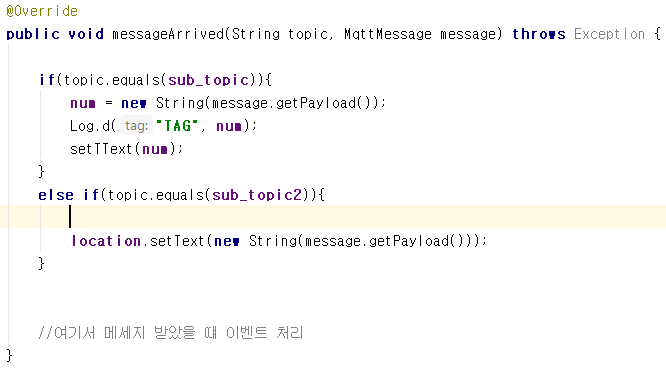 @Override
public void messageArrived(String topic, MqttMessage message) throws Exception {
if(topic.equals(sub_topic)){
num = new String(message.getPayload());
Log.d( tag: "TAG", num);
setTText(num);
}
else if(topic.equals(sub_topic2)){
location.setText(new String(message.getPayload()));
}
//여기서 메세지 받았을 떄 이벤트 처리
}